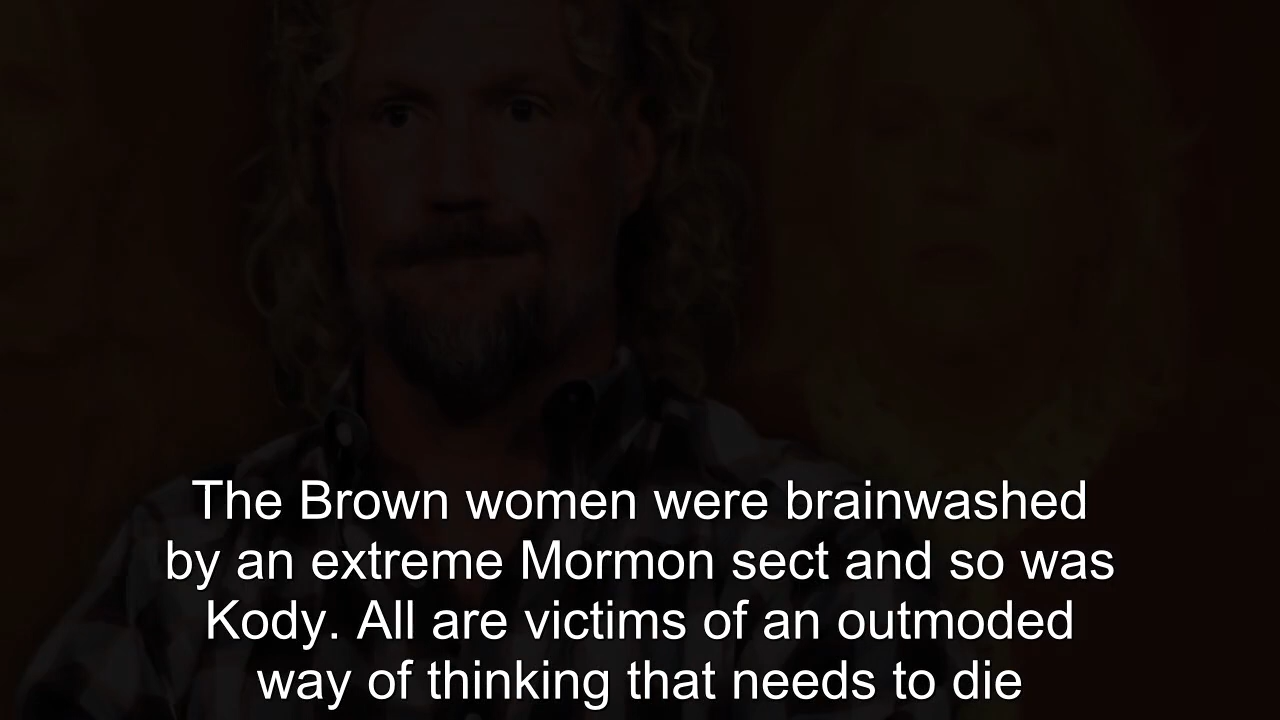 The Brown women were brainwashed
by an extreme Mormon sect and so was
Kody. All are victims of an outmoded
way of thinking that needs to die